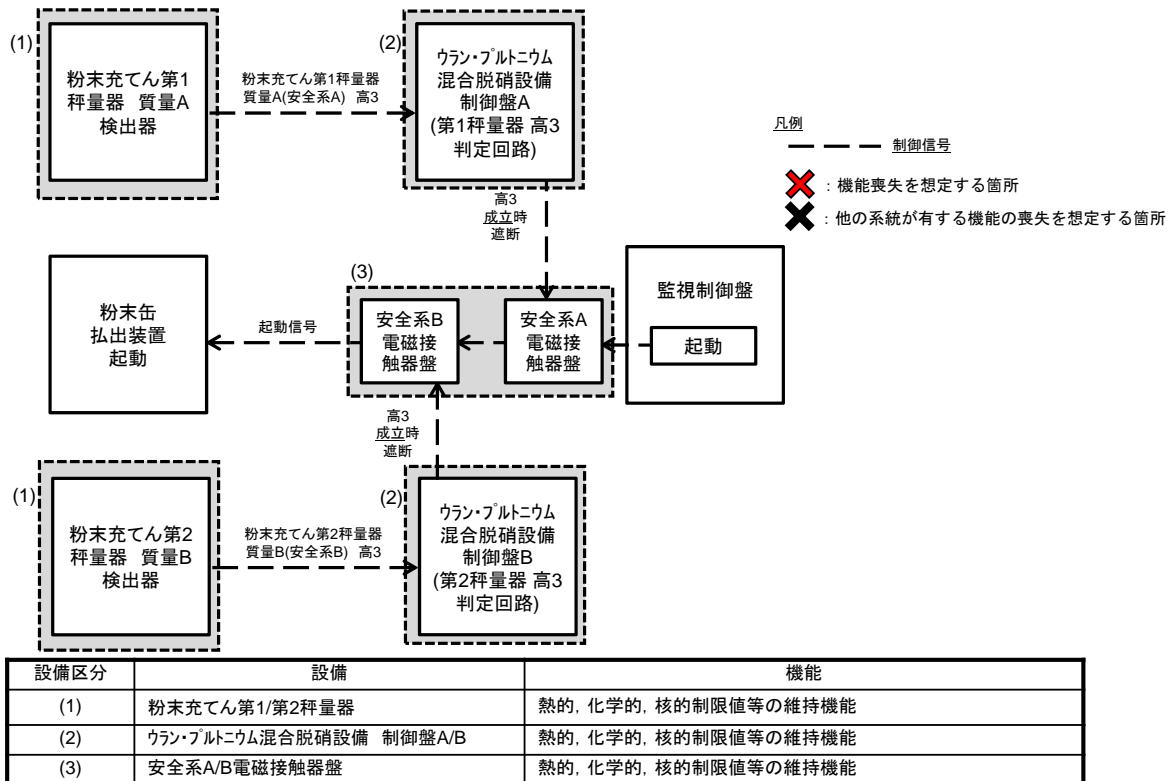 (1)
粉末充てん第1
秤量器 質量A
検出器
粉末充てん第1秤量器
質量A(安全系A) 高3
(2)
ウラン・プルトニウム
混合脱硝設備
制御盤A
(第1秤量器 高3
判定回路)
凡例
制御信号
:機能喪失を想定する箇所
:他の系統が有する機能の喪失を想定する箇所
高3
成立時
遮断
粉末缶
払出装置
起動
起動信号
(3)
安全系B
電磁接
触器盤
安全系A
電磁接
触器盤
監視制御盤
起動
高3
成立時
遮断
(1)
粉末充てん第2
秤量器 質量B
検出器
粉末充てん第2秤量器
質量B(安全系B) 高3
(2)
ウラン・プルトニウム
混合脱硝設備
制御盤B
(第2秤量器 高3
判定回路)
設備区分 設備 機能
(1) 粉末充てん第1/第2秤量器 熱的,化学的,核的制限値等の維持機能
(2) ウラン・プルトニウム混合脱硝設備 制御盤A/B 熱的,化学的,核的制限値等の維持機能
(3) 安全系A/B電磁接触器盤 熱的,化学的,核的制限値等の維持機能